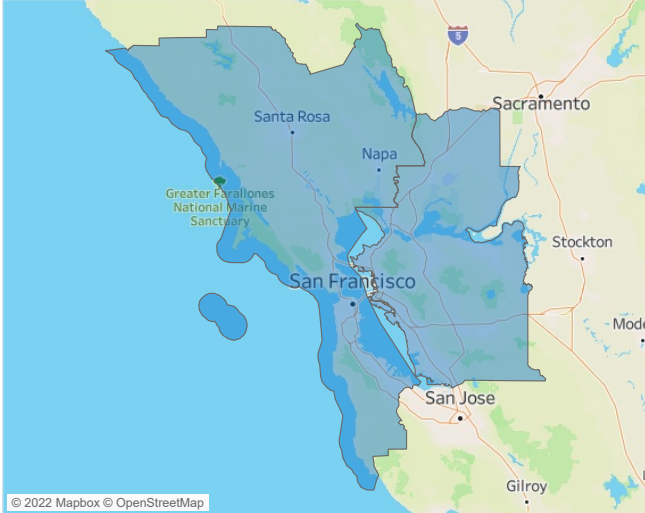 5
Sacramento
Santa Rosa
Napa
Greater Farallones
National Marine
Sanctuary
Stockton
San Francisco
Mode
San Jose
Gilroy
© 2022 Mapbox © OpenStreetMap